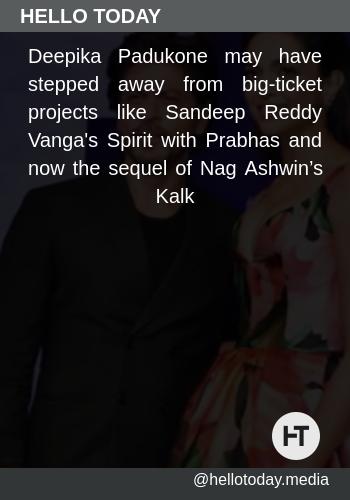 HELLO TODAY
Deepika Padukone may have
stepped away from big-ticket
projects like Sandeep Reddy
Vanga's Spirit with Prabhas and
now the sequel of Nag Ashwin’s
Kalk
HT
@hellotoday.media